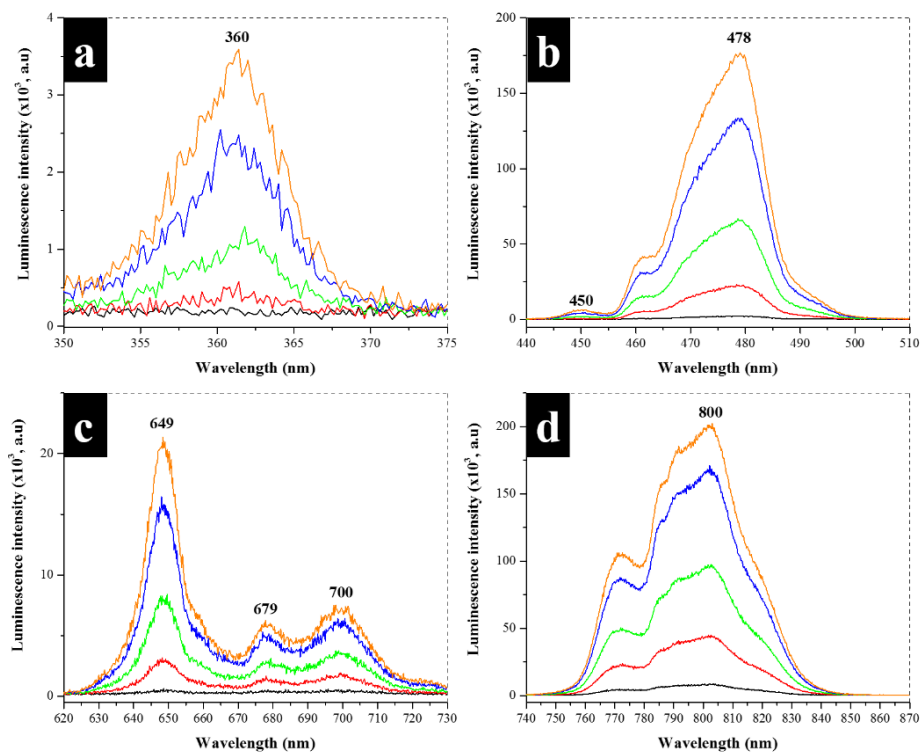 a
360
Luminescence intensity (x10³, a.u)
4
3
2
1
0
350 355 360 365 370 375
Wavelength (nm)
b
478
450
Luminescence intensity (x10³, a.u)
200
150
100
50
0
440 450 460 470 480 490 500 510
Wavelength (nm)
c
649
679
700
Luminescence intensity (x10³, a.u)
20
10
0
620 630 640 650 660 670 680 690 700 710 720 730
Wavelength (nm)
d
800
Luminescence intensity (x10³, a.u)
200
150
100
50
0
740 750 760 770 780 790 800 810 820 830 840 850 860 870
Wavelength (nm)